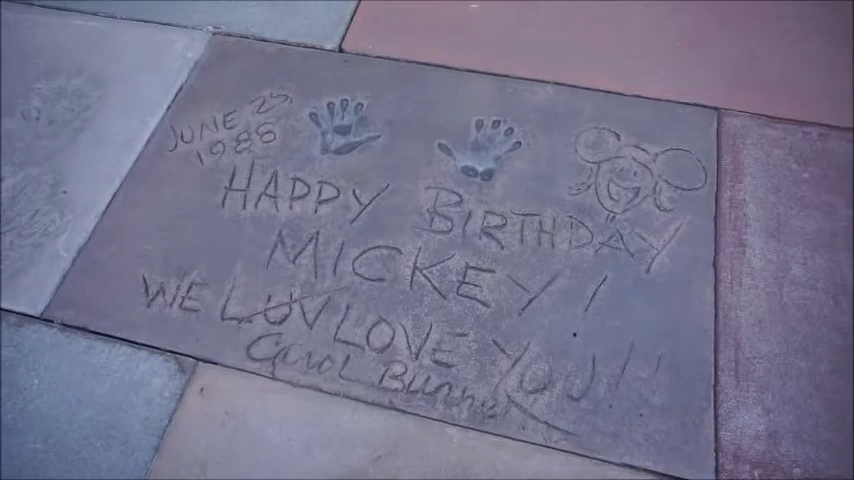 JUNE 25
1988
HAPPY BIRTHDAY
MICKEY!
WE LUV LOVE YOU!!
Carol Burnett